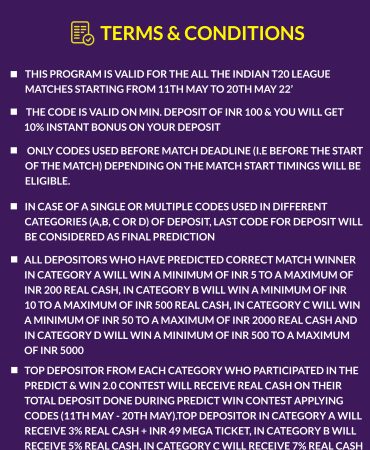 TERMS & CONDITIONS
THIS PROGRAM IS VALID FOR THE ALL THE INDIAN T20 LEAGUE
MATCHES STARTING FROM 11TH MAY TO 20TH MAY 22'
THE CODE IS VALID ON MIN. DEPOSIT OF INR 100 & YOU WILL GET
10% INSTANT BONUS ON YOUR DEPOSIT
ONLY CODES USED BEFORE MATCH DEADLINE (I.E BEFORE THE START
OF THE MATCH) DEPENDING ON THE MATCH START TIMINGS WILL BE
ELIGIBLE.
IN CASE OF A SINGLE OR MULTIPLE CODES USED IN DIFFERENT
CATEGORIES (A,B, C OR D) OF DEPOSIT, LAST CODE FOR DEPOSIT WILL
BE CONSIDERED AS FINAL PREDICTION
ALL DEPOSITORS WHO HAVE PREDICTED CORRECT MATCH WINNER
IN CATEGORY A WILL WIN A MINIMUM OF INR 5 TO A MAXIMUM OF
INR 200 REAL CASH, IN CATEGORY B WILL WIN A MINIMUM OF INR
10 TO A MAXIMUM OF INR 500 REAL CASH, IN CATEGORY C WILL WIN
A MINIMUM OF INR 50 TO A MAXIMUM OF INR 2000 REAL CASH AND
IN CATEGORY D WILL WIN A MINIMUM OF INR 500 TO A MAXIMUM
OF INR 5000
TOP DEPOSITOR FROM EACH CATEGORY WHO PARTICIPATED IN THE
PREDICT & WIN 2.0 CONTEST WILL RECEIVE REAL CASH ON THEIR
TOTAL DEPOSIT DONE DURING PREDICT WIN CONTEST APPLYING
CODES (11TH MAY - 20TH MAY).TOP DEPOSITOR IN CATEGORY A WILL
RECEIVE 3% REAL CASH + INR 49 MEGA TICKET, IN CATEGORY B WILL
RECEIVE 5% REAL CASH, IN CATEGORY C WILL RECEIVE 7% REAL CASH